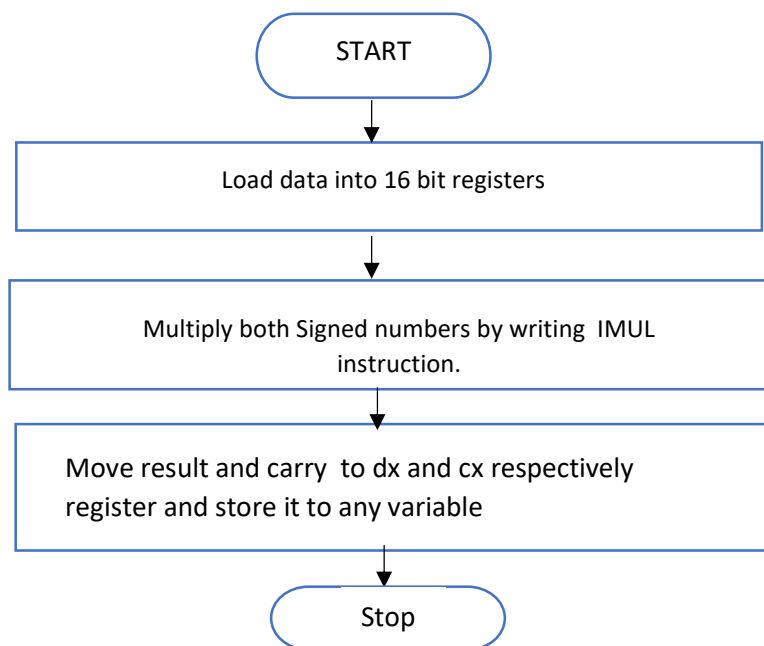 START
Load data into 16 bit registers
Multiply both Signed numbers by writing  IMUL
instruction.
Move result and carry  to dx and cx respectively
register and store it to any variable
Stop